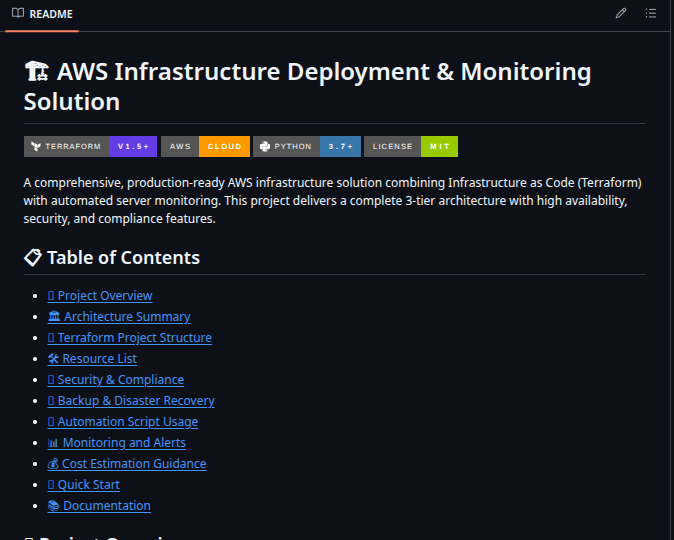 README
🏗 AWS Infrastructure Deployment & Monitoring
Solution
TERRAFORM V1.5+ AWS CLOUD PYTHON 3.7+ LICENSE MIT
A comprehensive, production-ready AWS infrastructure solution combining Infrastructure as Code (Terraform)
with automated server monitoring. This project delivers a complete 3-tier architecture with high availability,
security, and compliance features.
📋 Table of Contents
• Project Overview
• 🏛 Architecture Summary
• Terraform Project Structure
• 🛠 Resource List
• Security & Compliance
• Backup & Disaster Recovery
• Automation Script Usage
• 📊 Monitoring and Alerts
• 💰 Cost Estimation Guidance
• Quick Start
• 📚 Documentation